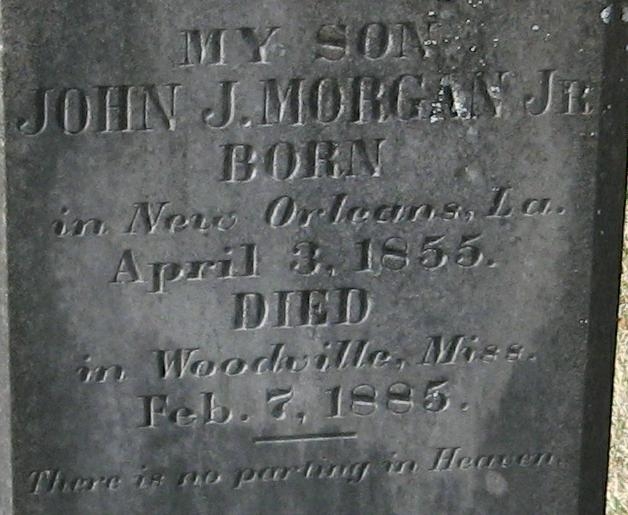 MY SON
JOHN J. MORGAN JR
BORN
in New Orleans, La.
April 3, 1855.
DIED
in Woodville, Miss.
Feb. 7, 1885.
There is no parting in Heaven.